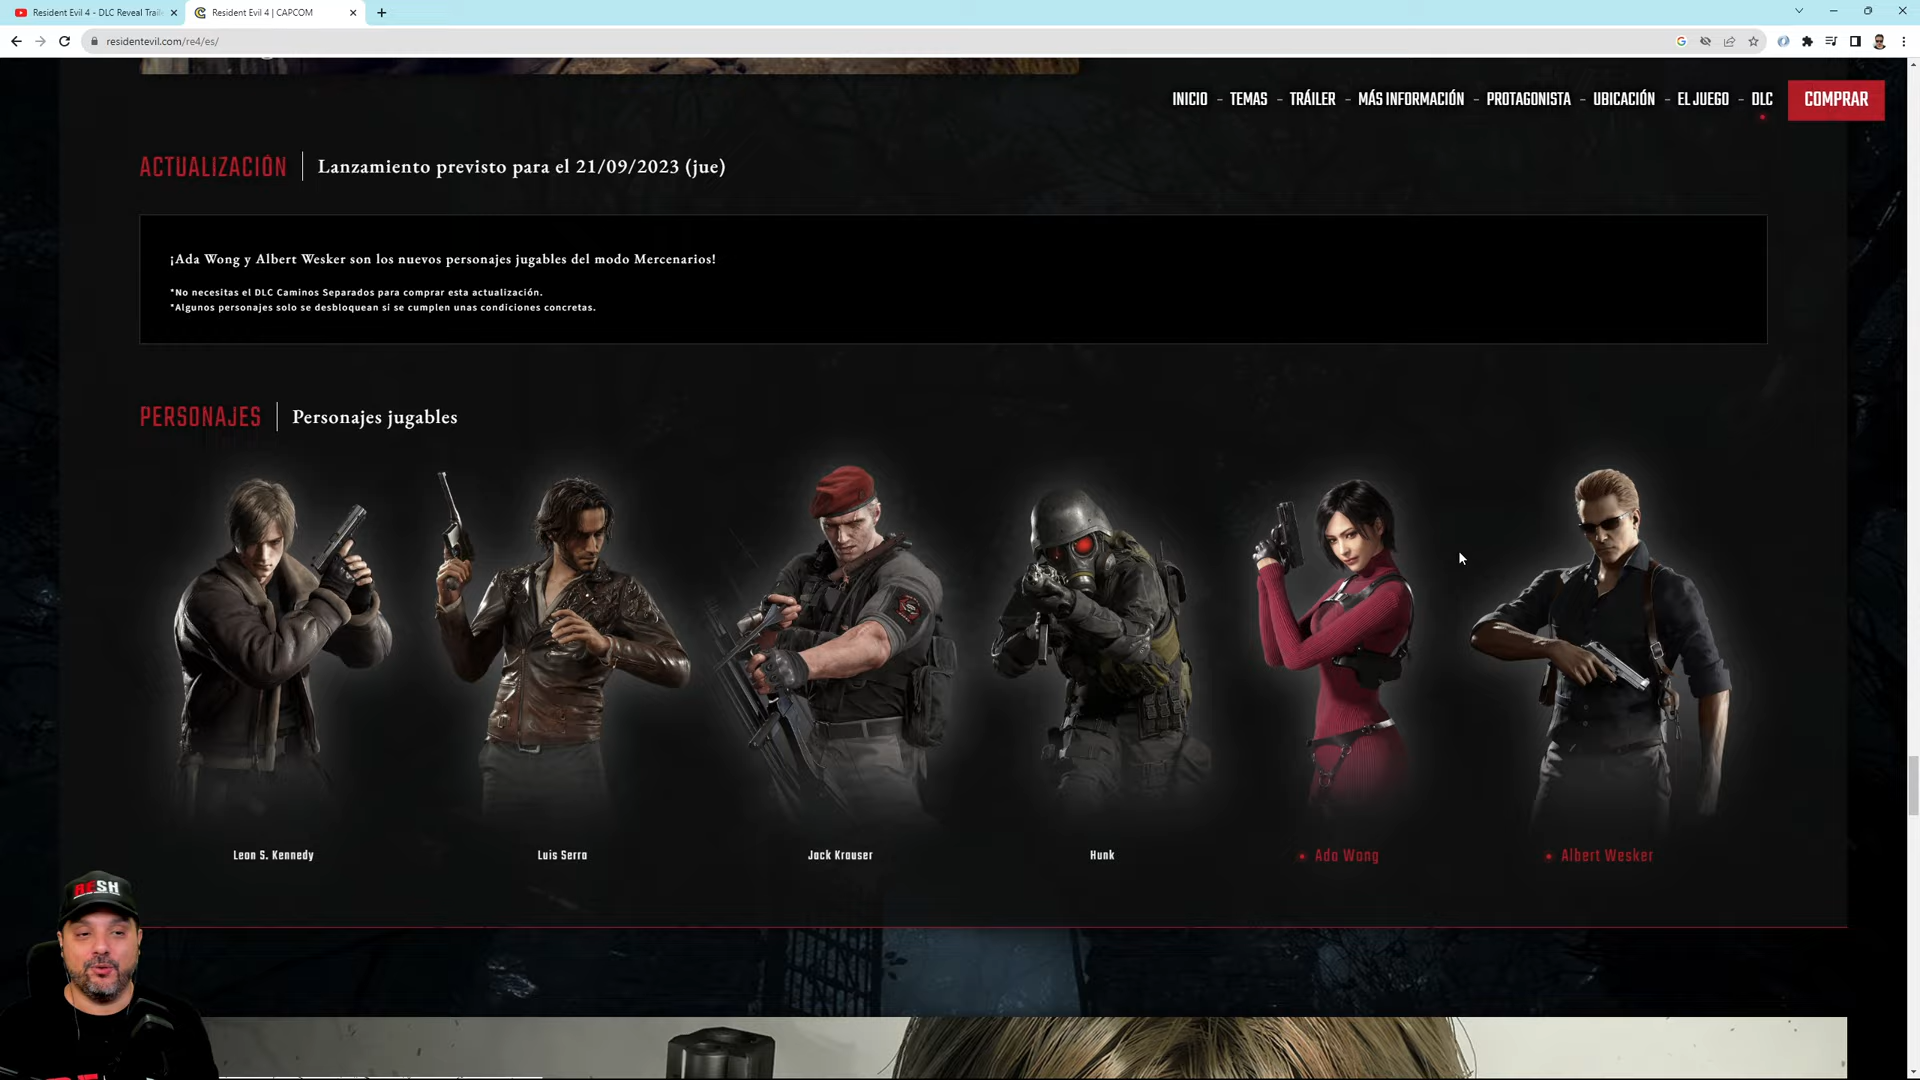 Resident Evil 4 - DLC Reveal Traile
Resident Evil 4 | CAPCOM
residentevil.com/re4/es/
INICIO - TEMAS - TRÁILER - MÁS INFORMACIÓN - PROTAGONISTA - UBICACIÓN - EL JUEGO - DLC
COMPRAR
ACTUALIZACIÓN | Lanzamiento previsto para el 21/09/2023 (jue)
¡Ada Wong y Albert Wesker son los nuevos personajes jugables del modo Mercenarios!
*No necesitas el DLC Caminos Separados para comprar esta actualización.
*Algunos personajes solo se desbloquean si se cumplen unas condiciones concretas.
PERSONAJES | Personajes jugables
Leon S. Kennedy
Luis Serra
Jack Krauser
Hunk
Ada Wong
Albert Wesker
RESH